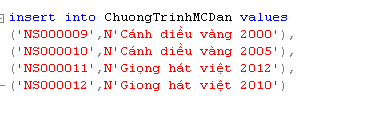 insert into ChuongTrinhMCDan values
('NS000009',N'Cánh diều vàng 2000'),
('NS000010',N'Cánh diều vàng 2005'),
('NS000011',N'Giọng hát việt 2012'),
('NS000012',N'Giong hát việt 2010')